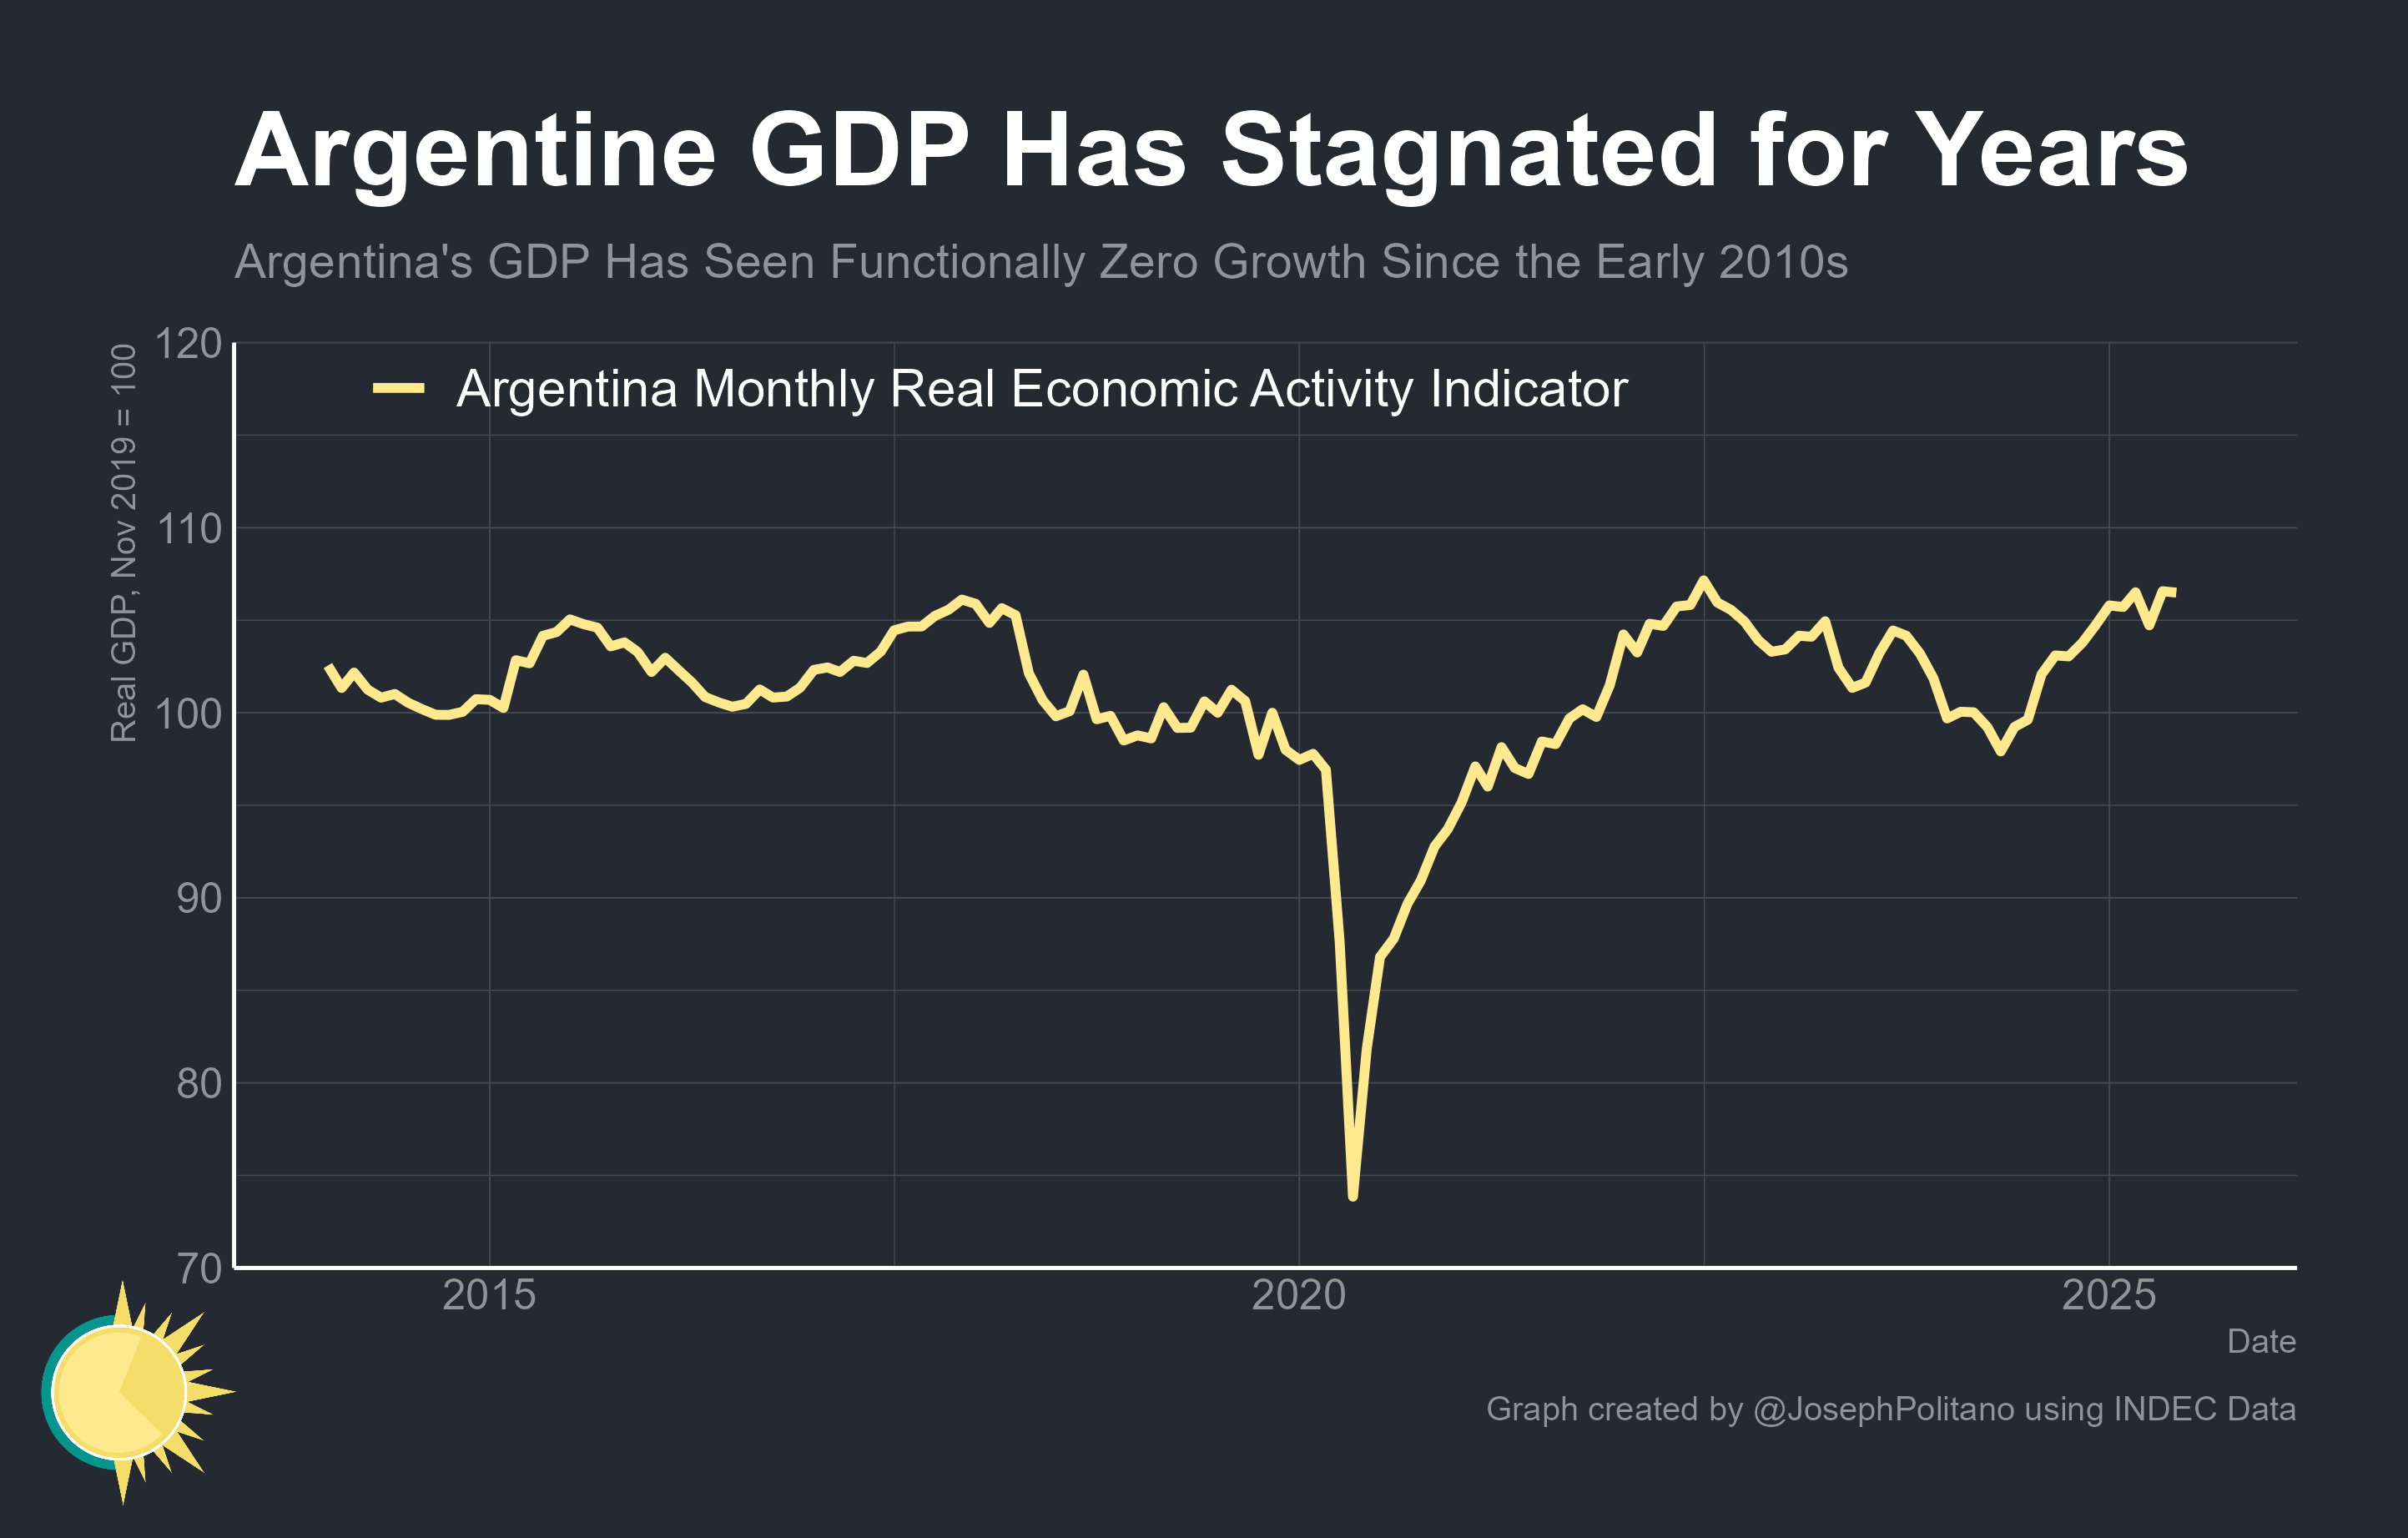 Argentine GDP Has Stagnated for Years
Argentina's GDP Has Seen Functionally Zero Growth Since the Early 2010s
Real GDP, Nov 22019 = 100
120
110
100
90
80
70
Argentina Monthly Real Economic Activity Indicator
2015
2020
2025
Date
Graph created by @JosephPolitano using INDEC Data